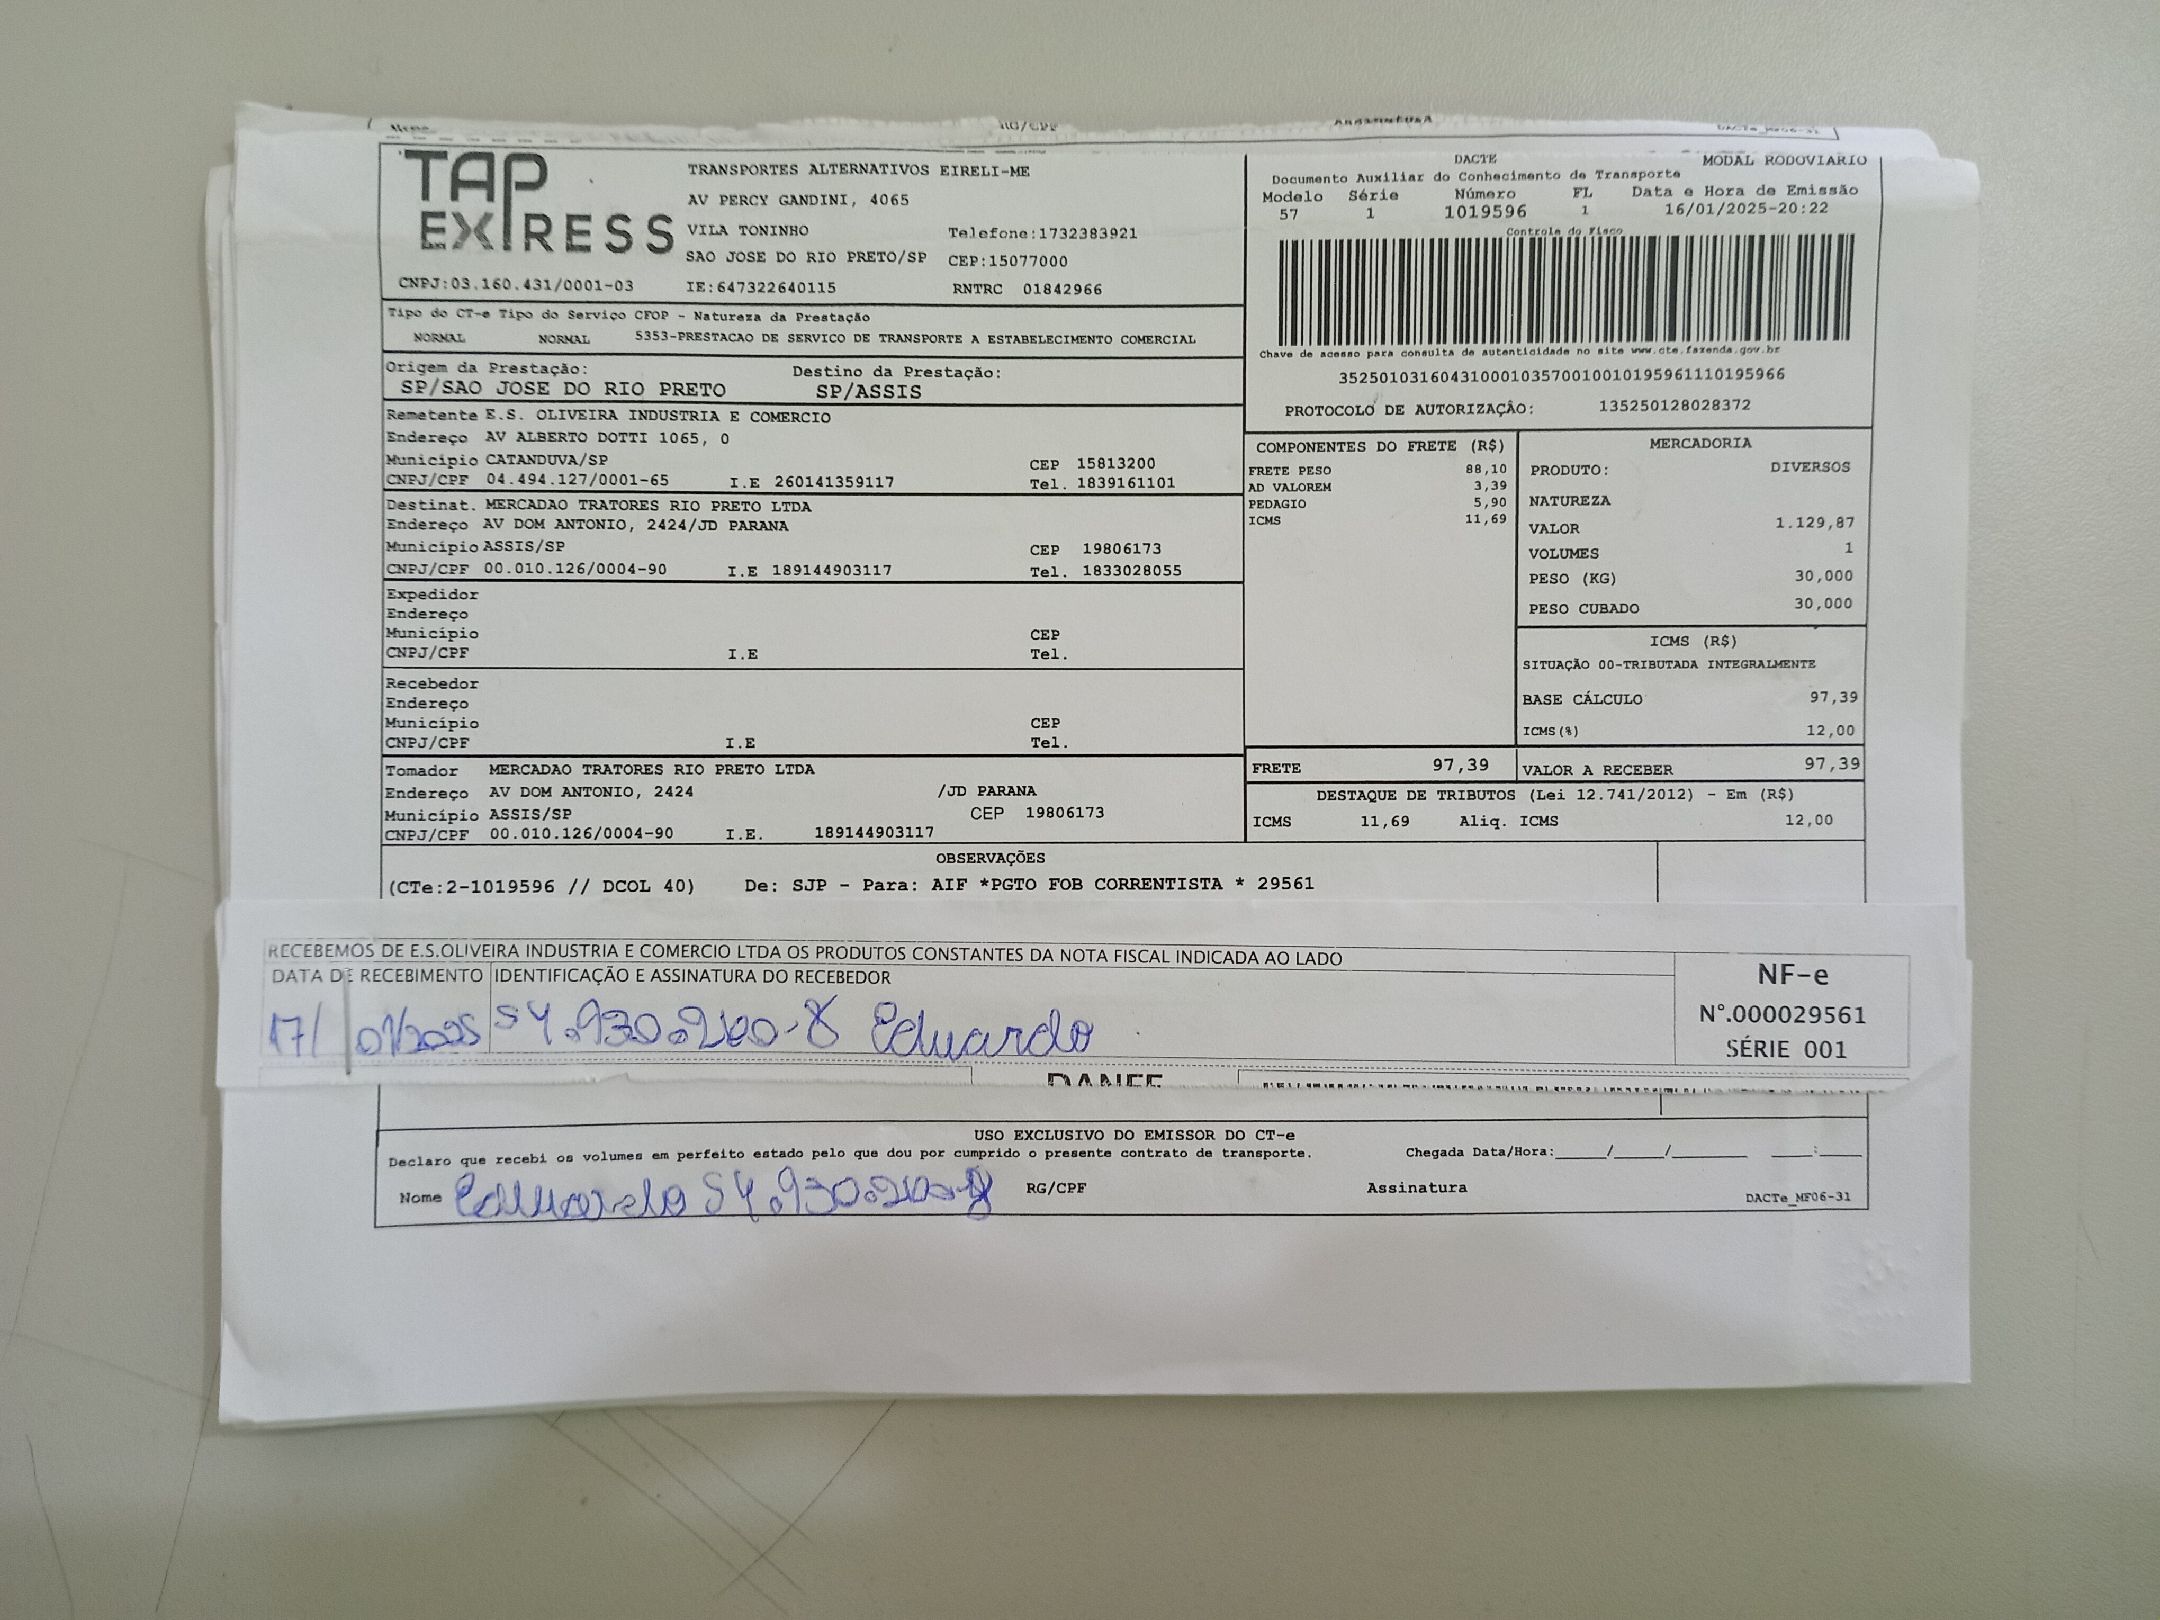 RG/CPF
TAP EXPRESS
TRANSPORTES ALTERNATIVOS EIRELI-ME
AV PERCY GANDINI, 4065
VILA TONINHO Telefone:1732383921
SAO JOSE DO RIO PRETO/SP CEP:15077000
CNPJ:03.160.431/0001-03 IE:647322640115 RNTRC 01842966
DACTE MODAL RODOVIARIO
Documento Auxiliar do Conhecimento de Transporte
Modelo Série Número FL Data e Hora de Emissão
57 1 1019596 1 16/01/2025-20:22
Controle do Fisco
Chave de acesso para consulta de autenticidade no site www.cte.fazenda.gov.br
35250103160431000103570010010195961110195966
PROTOCOLO DE AUTORIZAÇÃO: 135250128028372
Tipo do CT-e Tipo do Serviço CFOP - Natureza da Prestação
NORMAL NORMAL 5353-PRESTACAO DE SERVICO DE TRANSPORTE A ESTABELECIMENTO COMERCIAL
Origem da Prestação: Destino da Prestação:
SP/SAO JOSE DO RIO PRETO SP/ASSIS
Remetente E.S. OLIVEIRA INDUSTRIA E COMERCIO
Endereço AV ALBERTO DOTTI 1065, 0
Município CATANDUVA/SP CEP 15813200
CNPJ/CPF 04.494.127/0001-65 I.E 260141359117 Tel. 1839161101
Destinat. MERCADAO TRATORES RIO PRETO LTDA
Endereço AV DOM ANTONIO, 2424/JD PARANA
Município ASSIS/SP CEP 19806173
CNPJ/CPF 00.010.126/0004-90 I.E 189144903117 Tel. 1833028055
Expedidor
Endereço
Município CEP
CNPJ/CPF I.E Tel.
Recebedor
Endereço
Município CEP
CNPJ/CPF I.E Tel.
Tomador MERCADAO TRATORES RIO PRETO LTDA
Endereço AV DOM ANTONIO, 2424 /JD PARANA
Município ASSIS/SP CEP 19806173
CNPJ/CPF 00.010.126/0004-90 I.E. 189144903117
COMPONENTES DO FRETE (R$)
FRETE PESO 88,10
AD VALOREM 3,39
PEDAGIO 5,90
ICMS 11,69
MERCADORIA
PRODUTO: DIVERSOS
NATUREZA
VALOR 1.129,87
VOLUMES 1
PESO (KG) 30,000
PESO CUBADO 30,000
ICMS (R$)
SITUAÇÃO 00-TRIBUTADA INTEGRALMENTE
BASE CÁLCULO 97,39
ICMS(%) 12,00
FRETE 97,39 VALOR A RECEBER 97,39
DESTAQUE DE TRIBUTOS (Lei 12.741/2012) - Em (R$)
ICMS 11,69 Aliq. ICMS 12,00
OBSERVAÇÕES
(CTe:2-1019596 // DCOL 40) De: SJP - Para: AIF *PGTO FOB CORRENTISTA * 29561
RECEBEMOS DE E.S.OLIVEIRA INDUSTRIA E COMERCIO LTDA OS PRODUTOS CONSTANTES DA NOTA FISCAL INDICADA AO LADO
DATA DE RECEBIMENTO IDENTIFICAÇÃO E ASSINATURA DO RECEBEDOR
17/01/2025 54.930.200-8 Eduardo
NF-e
Nº.000029561
SÉRIE 001
DANFE
USO EXCLUSIVO DO EMISSOR DO CT-e
Declaro que recebi os volumes em perfeito estado pelo que dou por cumprido o presente contrato de transporte. Chegada Data/Hora:_____/_____/________ ____:____
Nome Eduardo 54.930.200-8 RG/CPF Assinatura DACTe_MF06-31